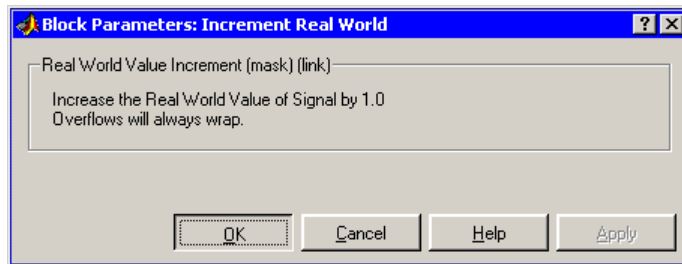 Block Parameters: Increment Real World
Real World Value Increment (mask) (link)
Increase the Real World Value of Signal by 1.0
Overflows will always wrap.
OK Cancel Help Apply